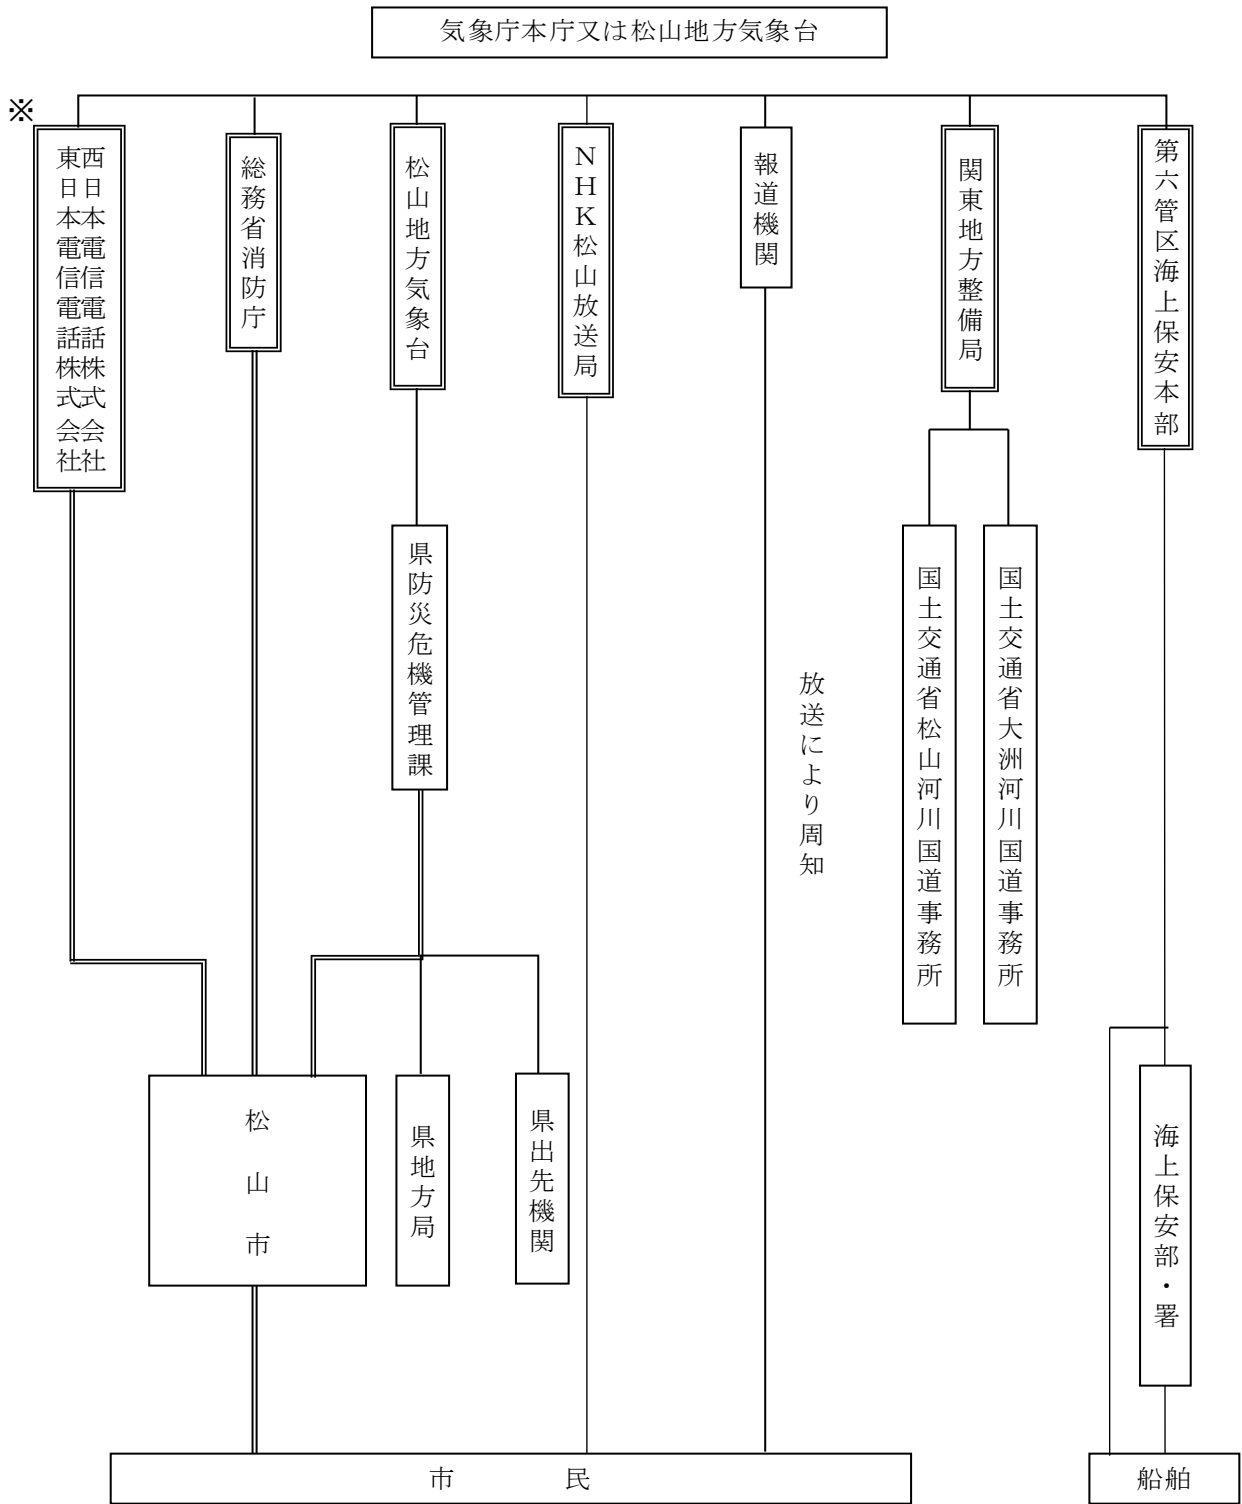 気象庁本庁又は松山地方気象台
※
西日本電信電話株式会社
東日本電信電話株式会社
総務省消防庁
松山地方気象台
NHK松山放送局
報道機関
関東地方整備局
第六管区海上保安本部
県防災危機管理課
放送により周知
国土交通省松山河川国道事務所
国土交通省大洲河川国道事務所
松山市
県地方局
県出先機関
海上保安部・署
市民
船舶